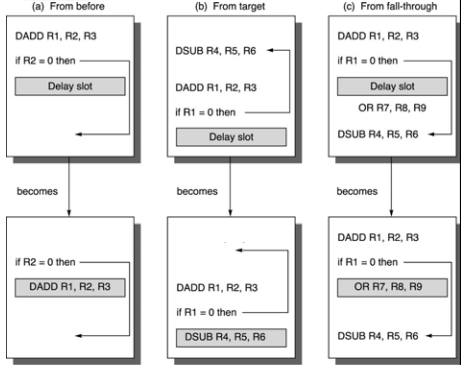 (a) From before
DADD R1, R2, R3
if R2 = 0 then
Delay slot
becomes
if R2 = 0 then
DADD R1, R2, R3
(b) From target
DSUB R4, R5, R6
DADD R1, R2, R3
if R1 = 0 then
Delay slot
becomes
DADD R1, R2, R3
if R1 = 0 then
DSUB R4, R5, R6
(c) From fall-through
DADD R1, R2, R3
if R1 = 0 then
Delay slot
OR R7, R8, R9
DSUB R4, R5, R6
becomes
DADD R1, R2, R3
if R1 = 0 then
OR R7, R8, R9
DSUB R4, R5, R6